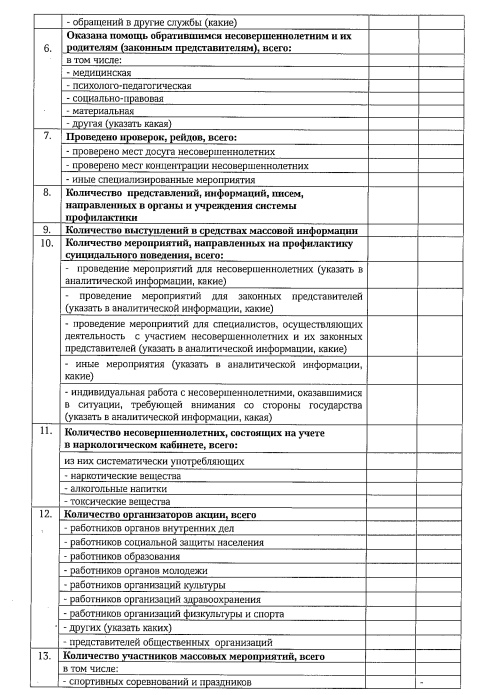 - обращений в другие службы (какие)
6. Оказана помощь обратившимся несовершеннолетним и их
родителям (законным представителям), всего:
в том числе:
- медицинская
- психолого-педагогическая
- социально-правовая
- материальная
- другая (указать какая)
7. Проведено проверок, рейдов, всего:
- проверено мест досуга несовершеннолетних
- проверено мест концентрации несовершеннолетних
- иные специализированные мероприятия
8. Количество представлений, информаций, писем,
направленных в органы и учреждения системы
профилактики
9. Количество выступлений в средствах массовой информации
10. Количество мероприятий, направленных на профилактику
суицидального поведения, всего:
- проведение мероприятий для несовершеннолетних (указать в
аналитической информации, какие)
- проведение мероприятий для законных представителей
(указать в аналитической информации, какие)
- проведение мероприятий для специалистов, осуществляющих
деятельность с участием несовершеннолетних и их законных
представителей (указать в аналитической информации, какие)
- иные мероприятия (указать в аналитической информации,
какие)
- индивидуальная работа с несовершеннолетними, оказавшимися
в ситуации, требующей внимания со стороны государства
(указать в аналитической информации, какая)
11. Количество несовершеннолетних, состоящих на учете
в наркологическом кабинете, всего:
из них систематически употребляющих
- наркотические вещества
- алкогольные напитки
- токсические вещества
12. Количество организаторов акции, всего
- работников органов внутренних дел
- работников социальной защиты населения
- работников образования
- работников органов молодежи
- работников организаций культуры
- работников организаций здравоохранения
- работников организаций физкультуры и спорта
- других (указать каких)
- представителей общественных организаций
13. Количество участников массовых мероприятий, всего
в том числе:
- спортивных соревнований и праздников -